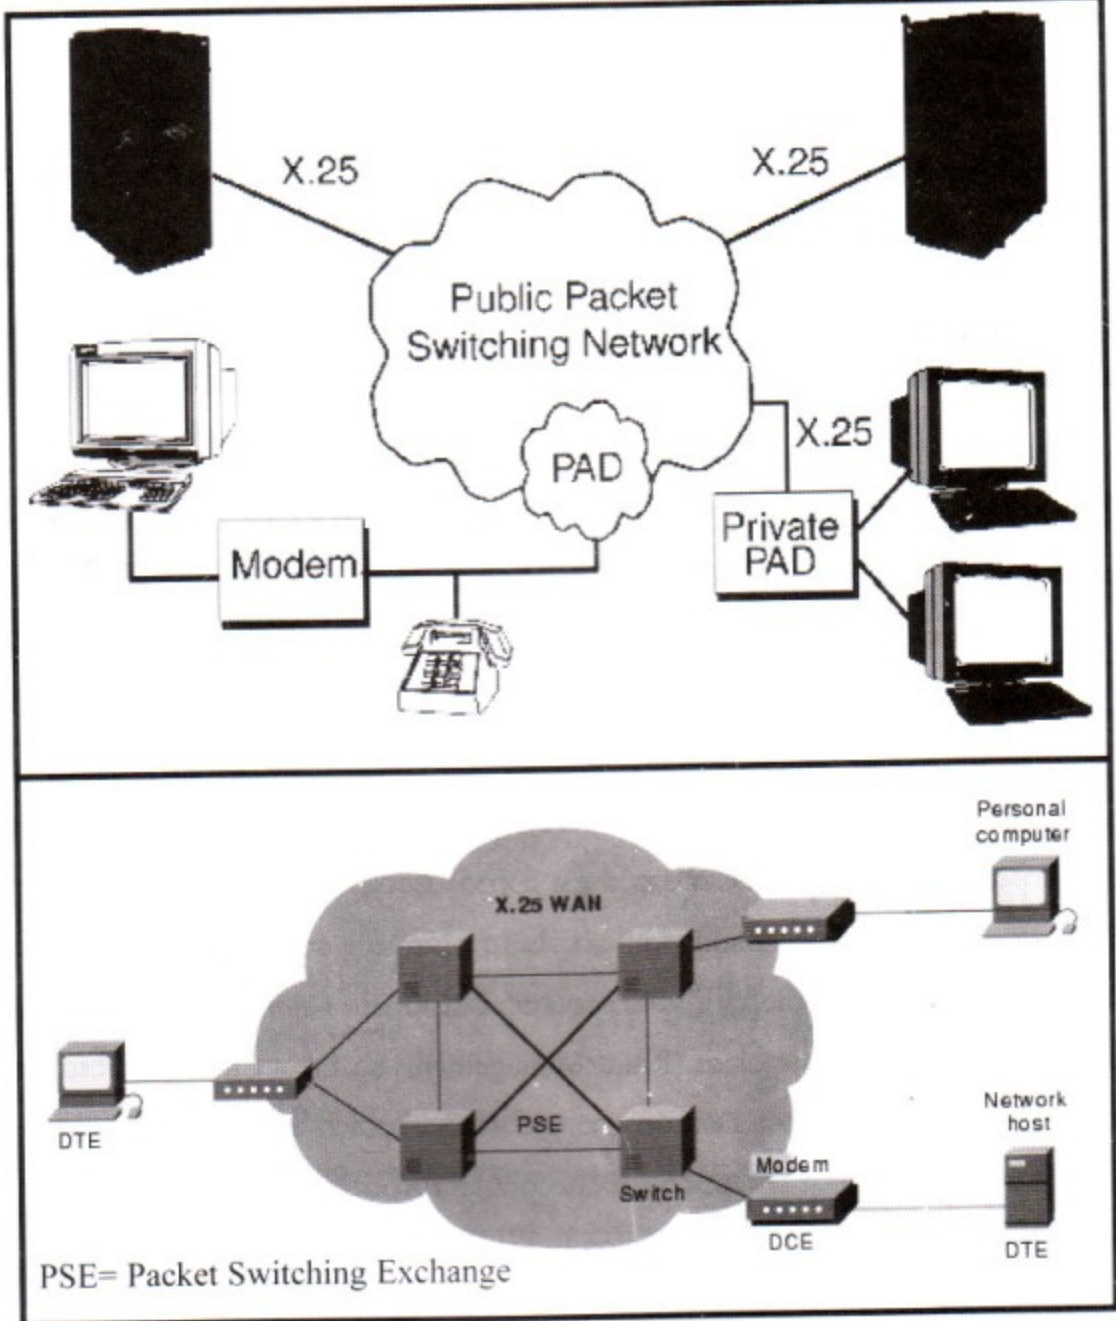 X.25
X.25
Public Packet
Switching Network
X.25
PAD
Private
PAD
Modem
Personal
computer
X.25 WAN
DTE
PSE
Network
host
Modem
Switch
DCE
DTE
PSE= Packet Switching Exchange